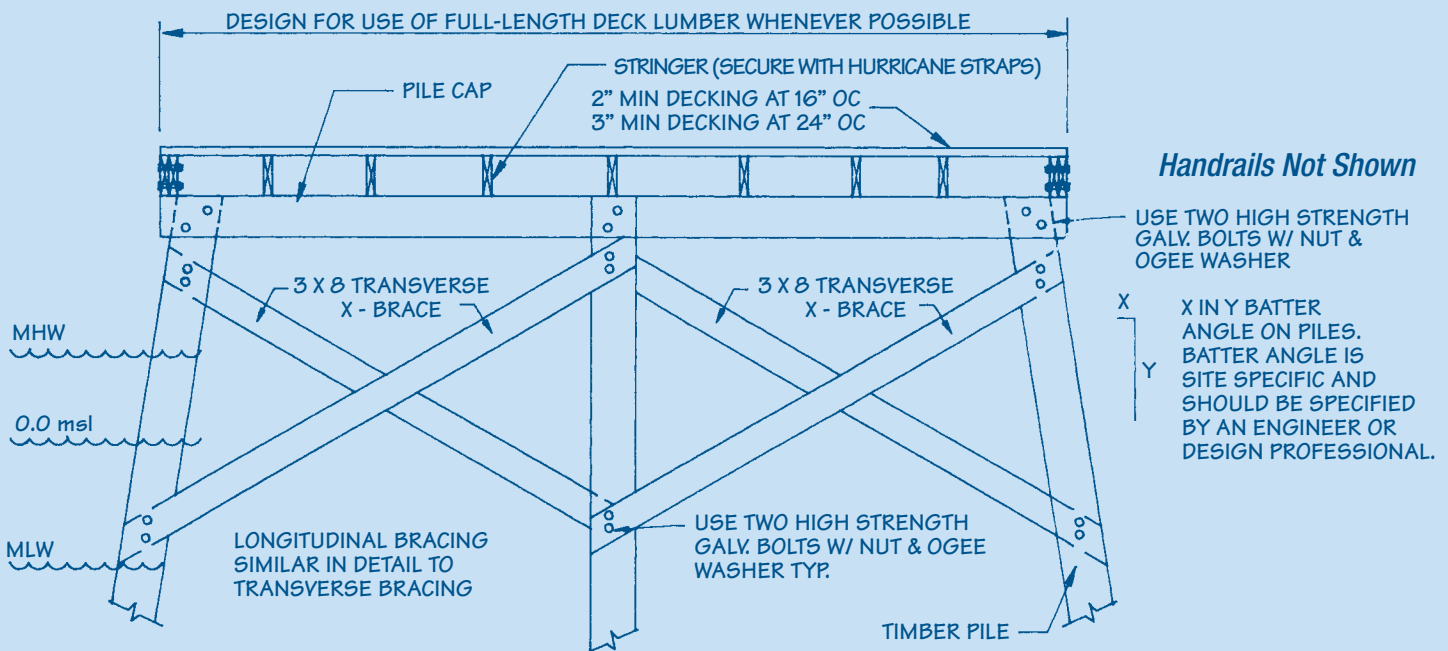 DESIGN FOR USE OF FULL-LENGTH DECK LUMBER WHENEVER POSSIBLE
STRINGER (SECURE WITH HURRICANE STRAPS)
PILE CAP
2” MIN DECKING AT 16” OC
3” MIN DECKING AT 24” OC
Handrails Not Shown
USE TWO HIGH STRENGTH
GALV. BOLTS W/ NUT &
OGEE WASHER
3 X 8 TRANSVERSE
X - BRACE
3 X 8 TRANSVERSE
X - BRACE
X
Y
X IN Y BATTER
ANGLE ON PILES.
BATTER ANGLE IS
SITE SPECIFIC AND
SHOULD BE SPECIFIED
BY AN ENGINEER OR
DESIGN PROFESSIONAL.
MHW
0.0 msl
MLW
LONGITUDINAL BRACING
SIMILAR IN DETAIL TO
TRANSVERSE BRACING
USE TWO HIGH STRENGTH
GALV. BOLTS W/ NUT & OGEE
WASHER TYP.
TIMBER PILE